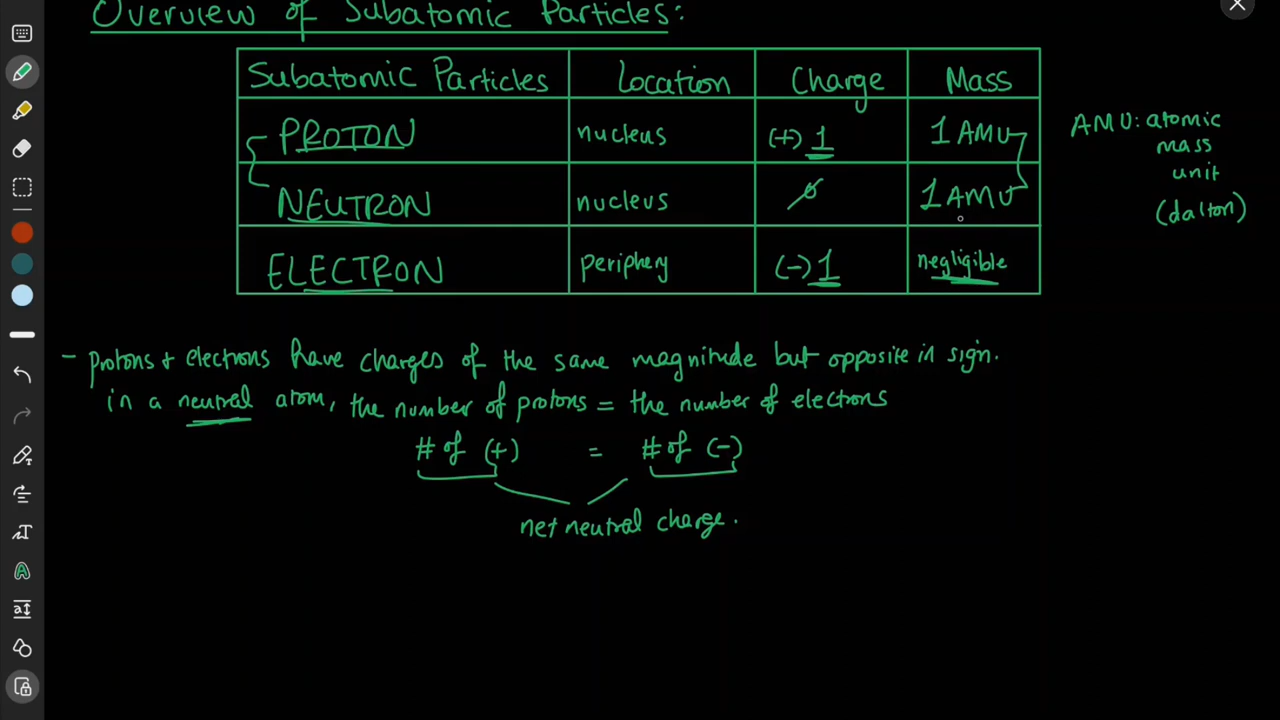 Overview of Subatomic Particles:
Subatomic Particles Location Charge Mass
PROTON nucleus (+) 1 1 AMU
NEUTRON nucleus ø 1 AMU
ELECTRON periphery (-) 1 negligible
AMU: atomic
mass
unit
(dalton)
- protons + electrons have charges of the same magnitude but opposite in sign.
in a neutral atom, the number of protons = the number of electrons
# of (+) = # of (-)
net neutral charge.